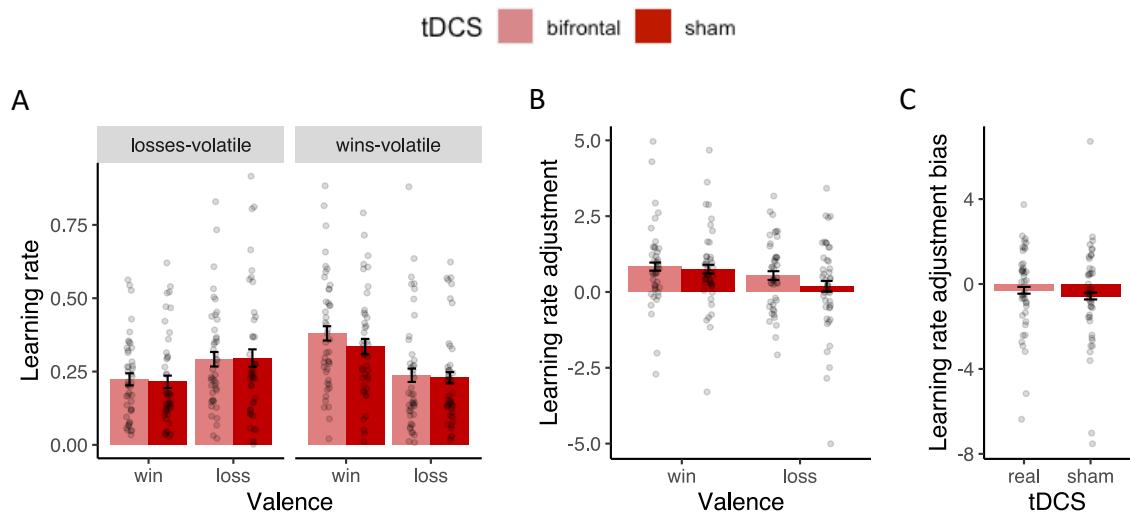 tDCS bifrontal sham
A
losses-volatile wins-volatile
Learning rate
0.75
0.50
0.25
0.00
win loss win loss
Valence
B
Learning rate adjustment
5.0
2.5
0.0
-2.5
-5.0
win loss
Valence
C
Learning rate adjustment bias
4
0
-4
-8
real sham
tDCS